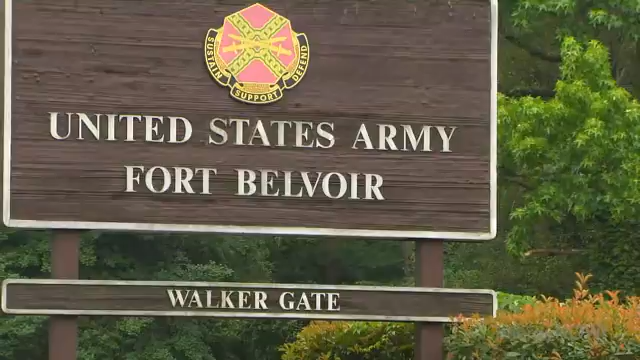 SUSTAIN SUPPORT DEFEND
UNITED STATES ARMY
FORT BELVOIR
WALKER GATE